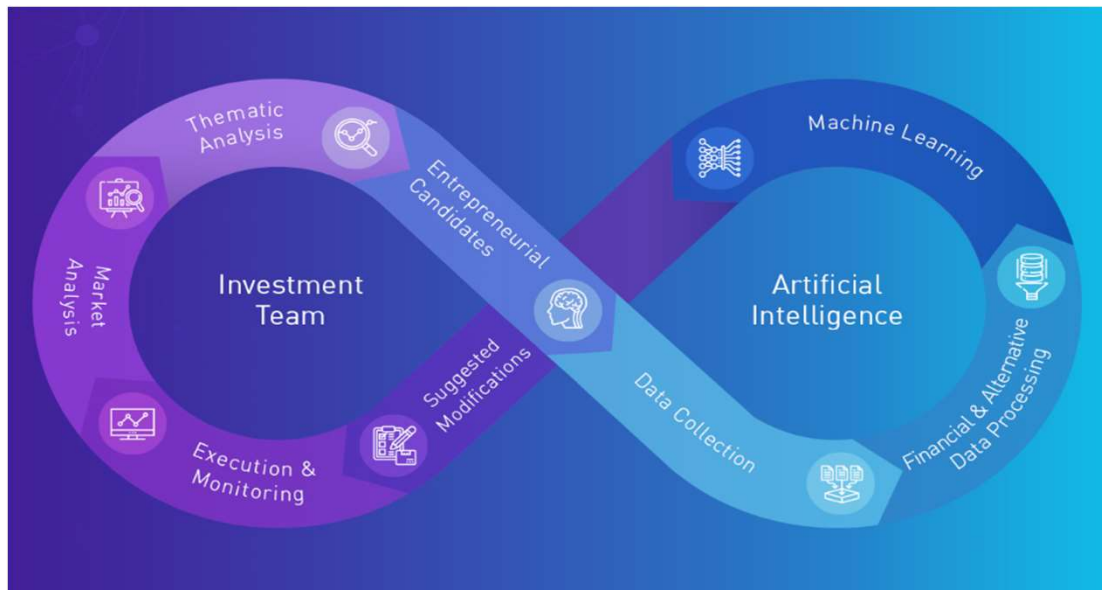 Thematic
Analysis
Entrepreneurial
Candidates
Machine Learning
Market
Analysis
Investment
Team
Artificial
Intelligence
Suggested
Modifications
Data Collection
Financial & Alternative
Data Processing
Execution &
Monitoring